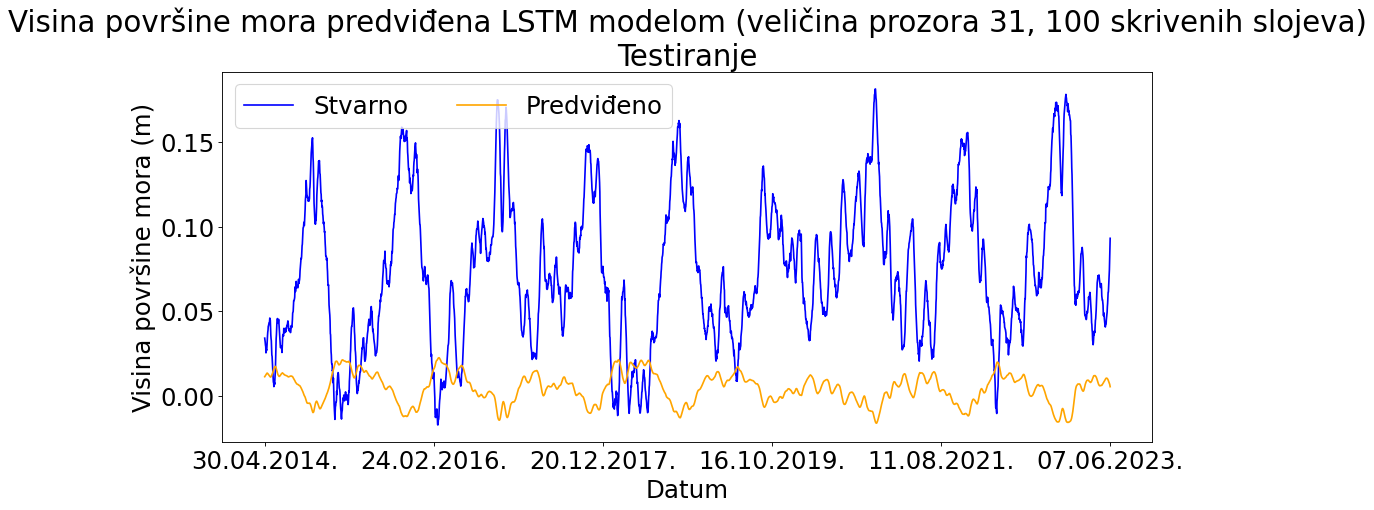 Visina površine mora predviđena LSTM modelom (veličina prozora 31, 100 skrivenih slojeva)
Testiranje
Stvarno
Predviđeno
Visina površine mora (m)
0.15
0.10
0.05
0.00
30.04.2014.
24.02.2016.
20.12.2017.
16.10.2019.
11.08.2021.
07.06.2023.
Datum